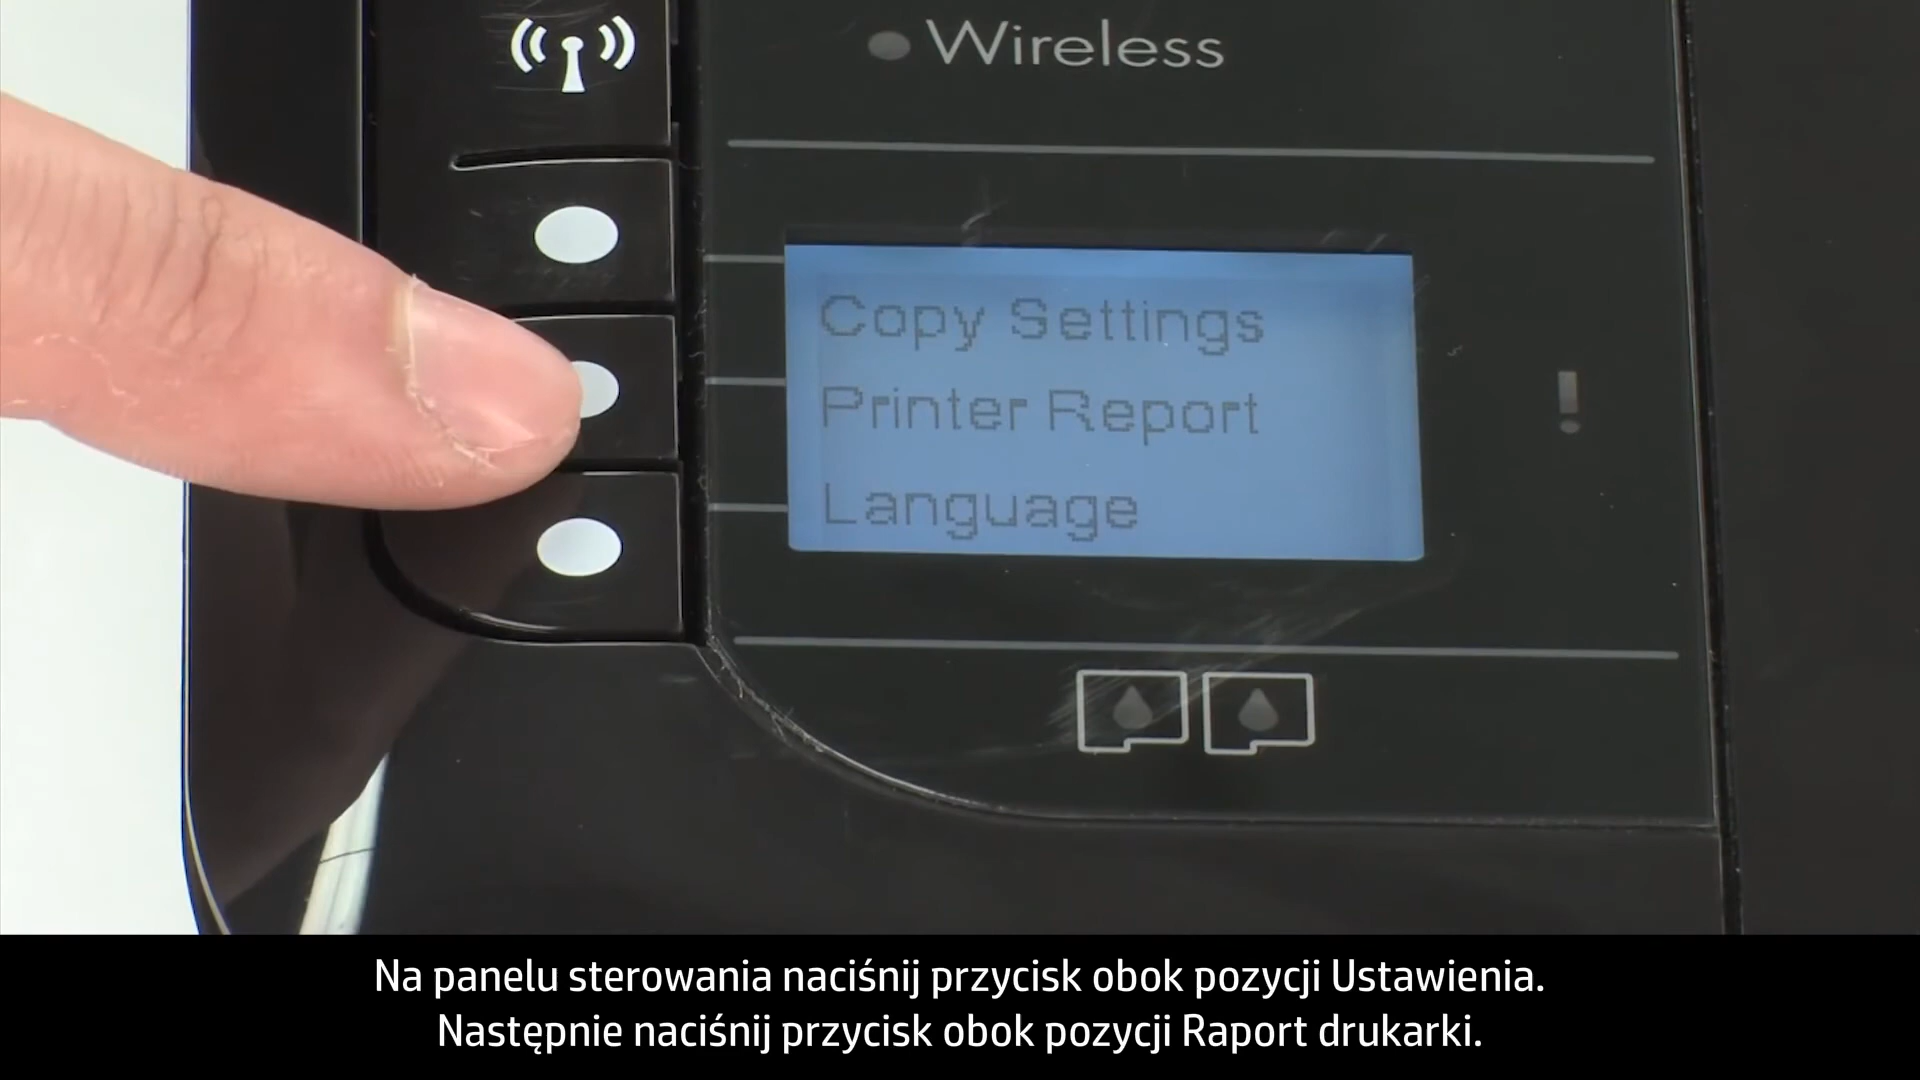 Wireless
Copy Settings
Printer Report
Language
Na panelu sterowania naciśnij przycisk obok pozycji Ustawienia.
Następnie naciśnij przycisk obok pozycji Raport drukarki.